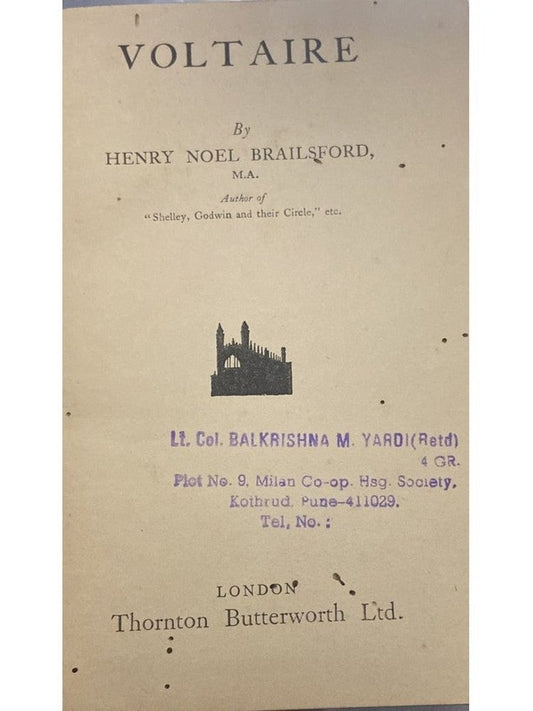 VOLTAIRE
By
HENRY NOEL BRAILSFORD,
M.A.
Author of
"Shelley, Godwin and their Circle," etc.
Lt. Col. BALKRISHNA M. YARDI(Retd)
4 GR.
Plot No. 9, Milan Co-op. Hsg. Society,
Kothrud, Pune-411029.
Tel, No. :
LONDON
Thornton Butterworth Ltd.